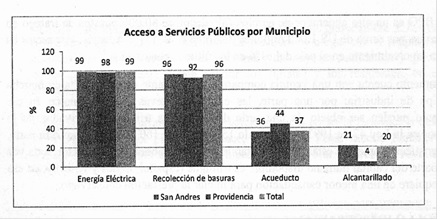 Acceso a Servicios Públicos por Municipio
%
120
100
80
60
40
20
0
99 98 99
96 92 96
36 44 37
21 4 20
Energía Eléctrica Recolección de basuras Acueducto Alcantarillado
San Andres Providencia Total